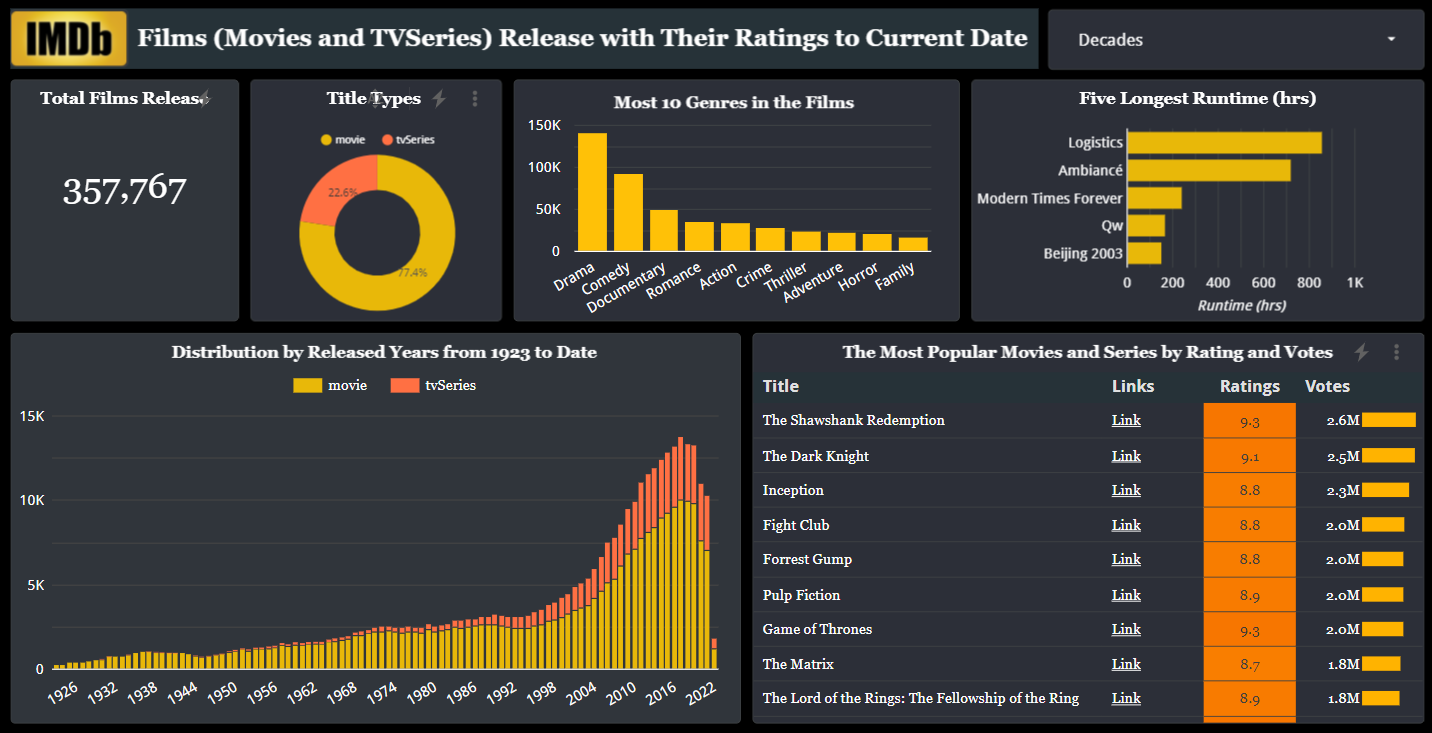 IMDb
Films (Movies and TVSeries) Release with Their Ratings to Current Date
Decades
Total Films Release
357,767
Title Types
movie tvSeries
22.6%
77.4%
Most 10 Genres in the Films
150K
100K
50K
0
Drama Comedy Documentary Romance Action Crime Thriller Adventure Horror Family
Five Longest Runtime (hrs)
Logistics
Ambiancé
Modern Times Forever
Qw
Beijing 2003
0 200 400 600 800 1K
Runtime (hrs)
Distribution by Released Years from 1923 to Date
movie tvSeries
15K
10K
5K
0
1926 1932 1938 1944 1950 1956 1962 1968 1974 1980 1986 1992 1998 2004 2010 2016 2022
The Most Popular Movies and Series by Rating and Votes
Title Links Ratings Votes
The Shawshank Redemption Link 9.3 2.6M
The Dark Knight Link 9.1 2.5M
Inception Link 8.8 2.3M
Fight Club Link 8.8 2.0M
Forrest Gump Link 8.8 2.0M
Pulp Fiction Link 8.9 2.0M
Game of Thrones Link 9.3 2.0M
The Matrix Link 8.7 1.8M
The Lord of the Rings: The Fellowship of the Ring Link 8.9 1.8M